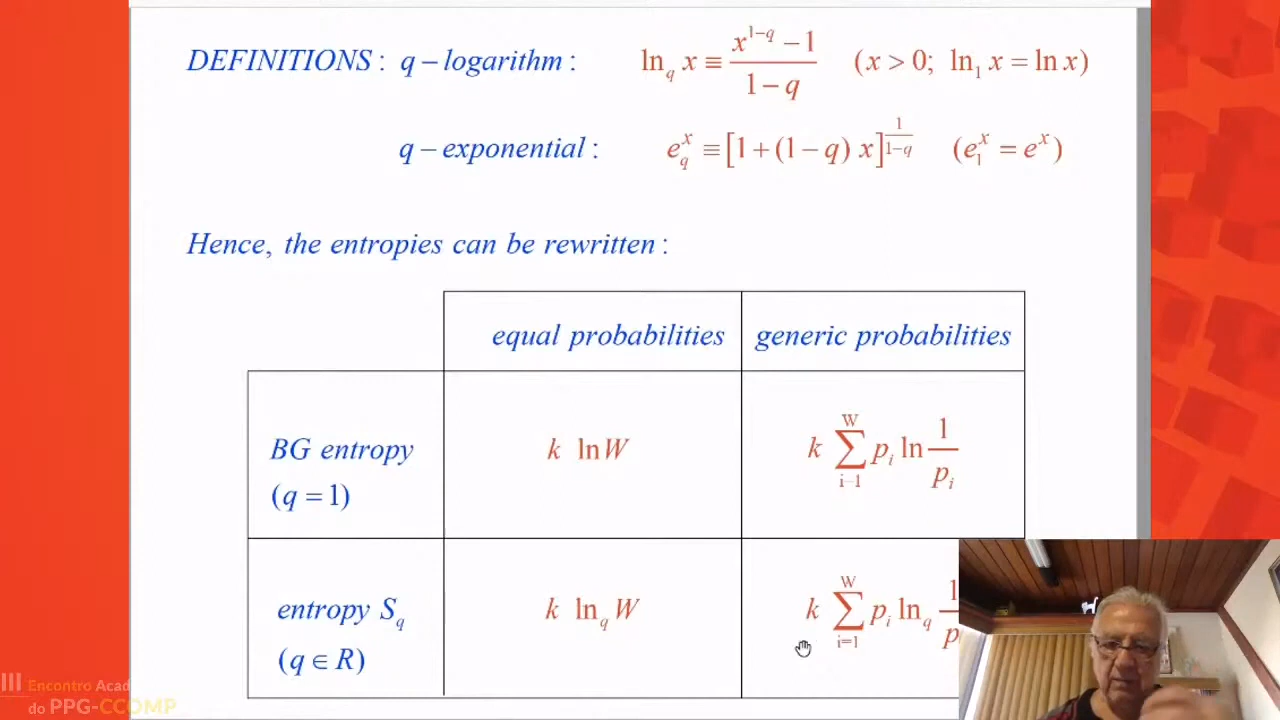 DEFINITIONS : q – logarithm : ln_q x ≡ (x^{1–q} – 1) / (1 – q) (x > 0; ln_1 x = ln x)
q – exponential : e_q^x ≡ [1 + (1 – q) x]^{1/(1–q)} (e_1^x = e^x)
Hence, the entropies can be rewritten :
equal probabilities generic probabilities
BG entropy
(q = 1)
k ln W
k ∑_{i=1}^{W} p_i ln 1/p_i
entropy S_q
(q ∈ R)
k ln_q W
k ∑_{i=1}^{W} p_i ln_q 1/p
III Encontro Acad
do PPG-CCOMP